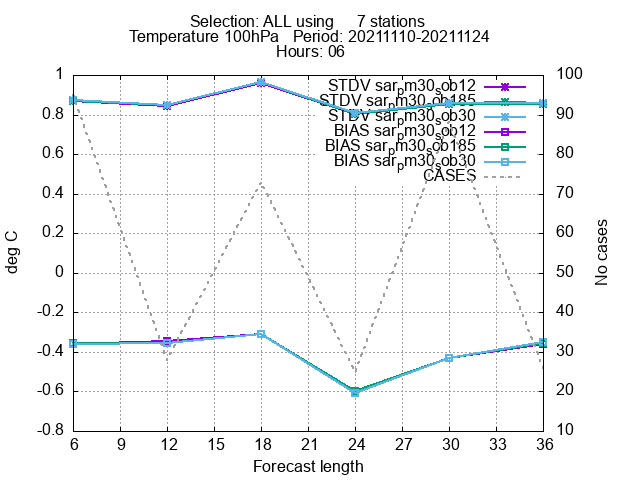 Selection: ALL using 7 stations
Temperature 100hPa Period: 20211110-20211124
Hours: 06
1 100
0.8 90
0.6 80
0.4 70
0.2 60
0 50
-0.2 40
-0.4 30
-0.6 20
-0.8 10
STDV sar_pm30_sob12
STDV sar_pm30_sob185
STDV sar_pm30_sob30
BIAS sar_pm30_sob12
BIAS sar_pm30_sob185
BIAS sar_pm30_sob30
CASES
deg C
No cases
6 9 12 15 18 21 24 27 30 33 36
Forecast length